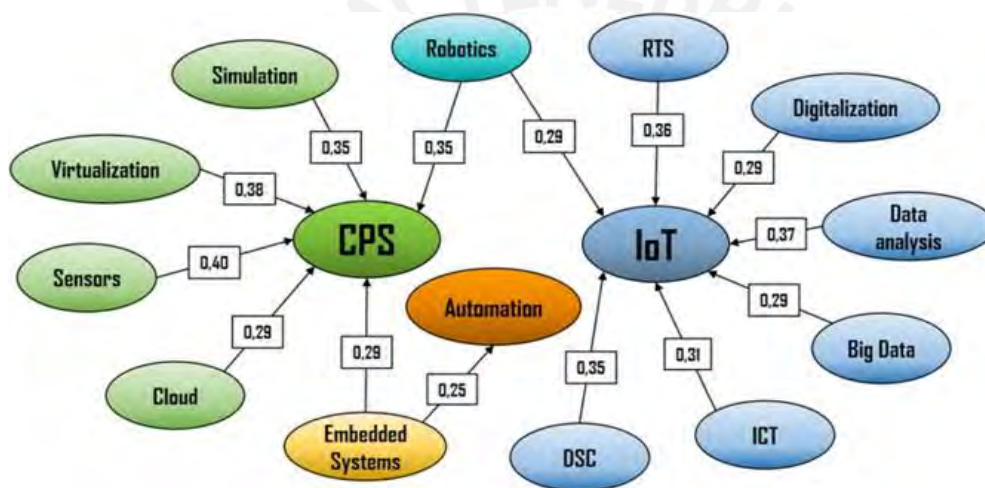 Robotics
RTS
Simulation
Digitalization
0,35
0,35
0,29
0,36
Virtualization
0,29
0,38
CPS
IoT
Data
analysis
0,37
Sensors
0,40
Automation
0,29
0,29
0,29
0,25
0,35
0,31
Big Data
Cloud
Embedded
Systems
DSC
ICT